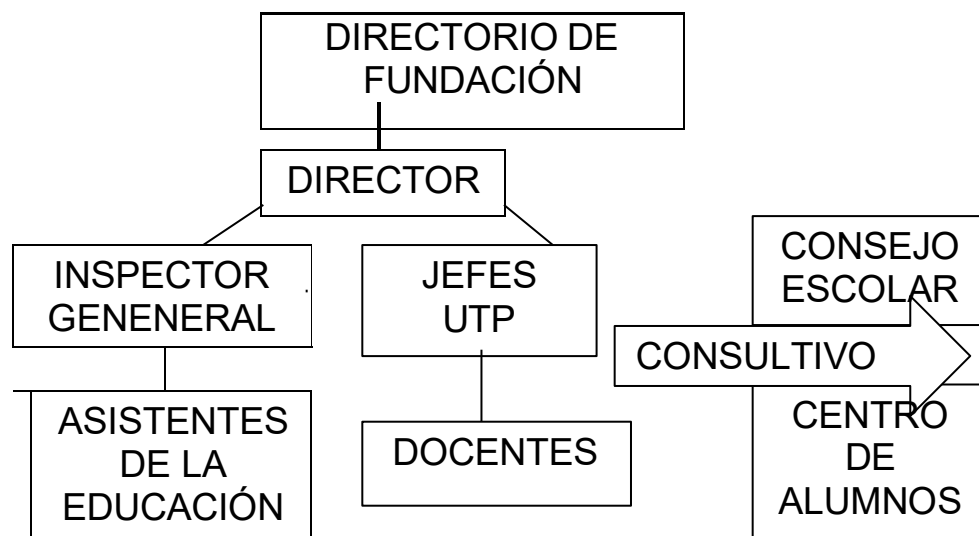 DIRECTORIO DE
FUNDACIÓN
DIRECTOR
INSPECTOR
GENENERAL
JEFES
UTP
CONSEJO
ESCOLAR
CONSULTIVO
ASISTENTES
DE LA
EDUCACIÓN
DOCENTES
CENTRO
DE
ALUMNOS